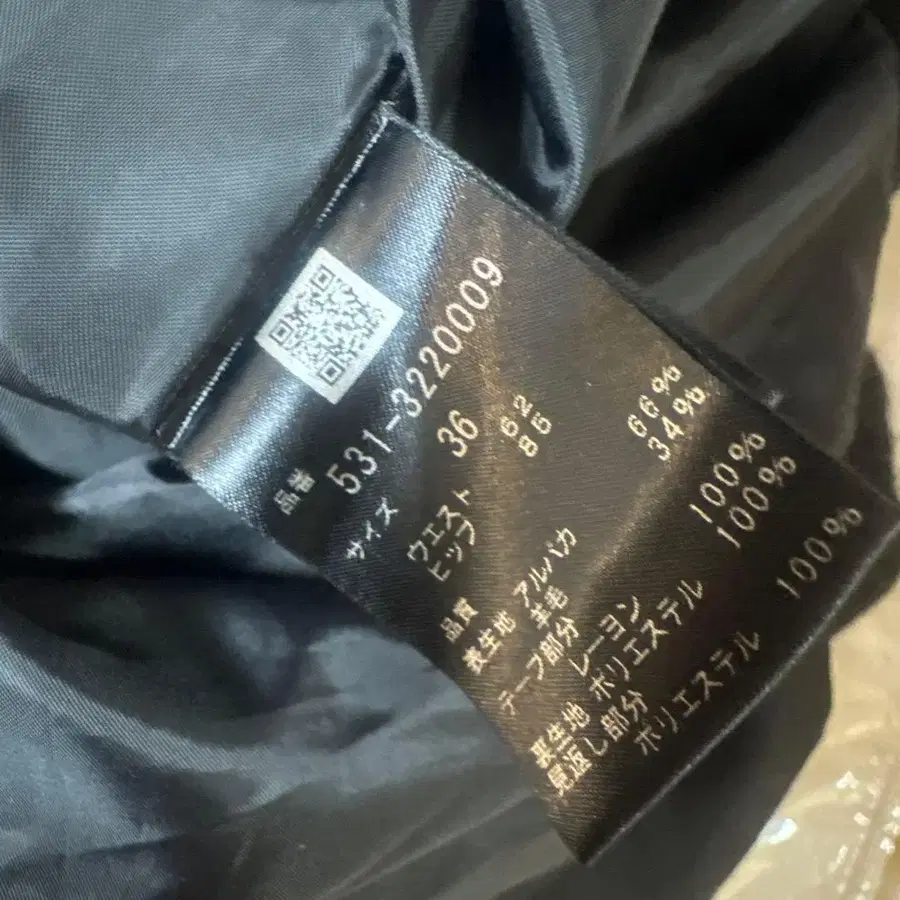 品番
531-3220009
サイズ 36
ウエスト 62
ヒップ 86
品質
表生地 アルパカ 66%
羊毛 34%
テープ部分
レーヨン 100%
裏生地 ポリエステル 100%
見返し部分
ポリエステル 100%